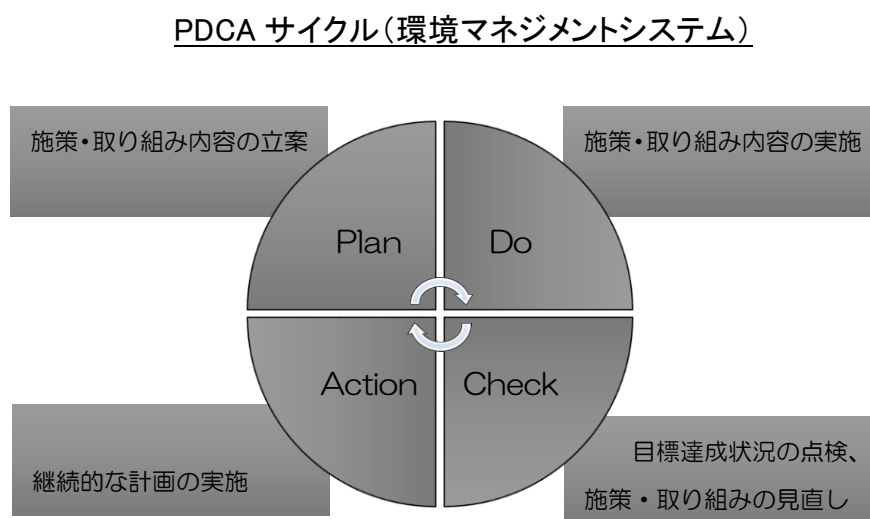 PDCA サイクル（環境マネジメントシステム）
施策・取り組み内容の立案
施策・取り組み内容の実施
Plan
Do
Action
Check
継続的な計画の実施
目標達成状況の点検、
施策・取り組みの見直し